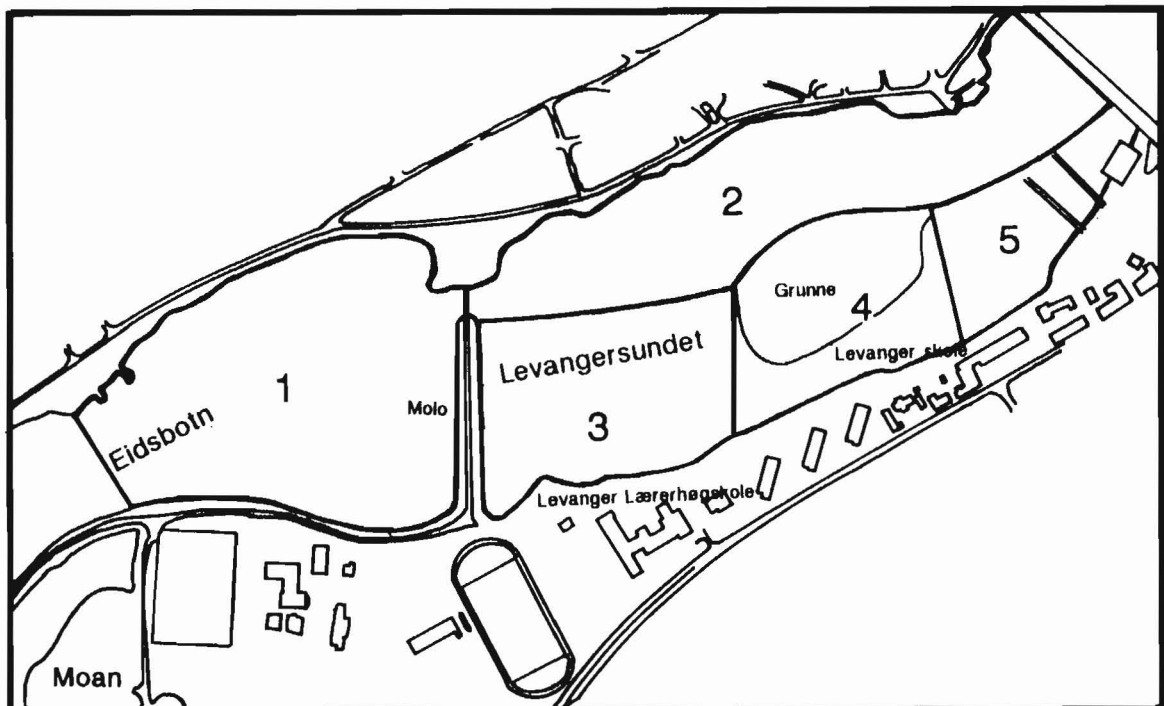 2
5
Grunne
4
Levangersundet
Levanger skole
1
Molo
3
Eidsbotn
Levanger Lærerhøgskole
Moan